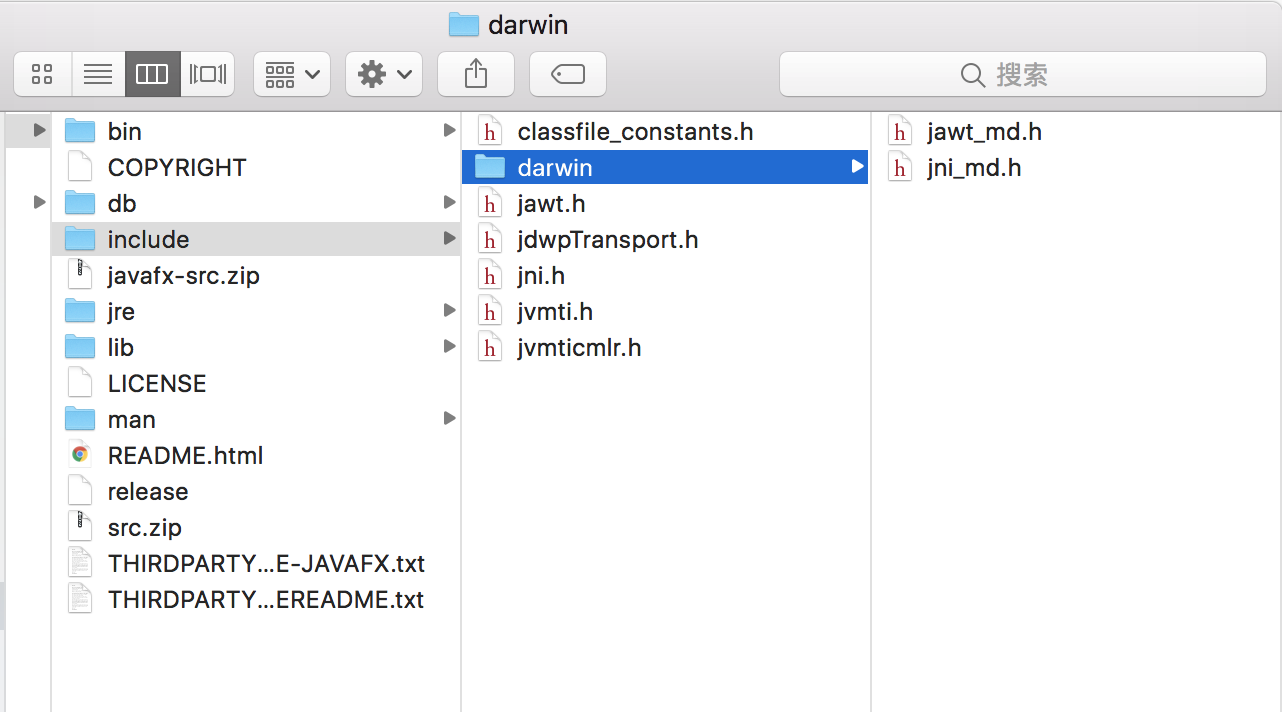 darwin
搜索
bin
COPYRIGHT
db
include
javafx-src.zip
jre
lib
LICENSE
man
README.html
release
src.zip
THIRDPARTY...E-JAVAFX.txt
THIRDPARTY...EREADME.txt
h classfile_constants.h
darwin
h jawt.h
h jdwpTransport.h
h jni.h
h jvmti.h
h jvmticmlr.h
h jawt_md.h
h jni_md.h